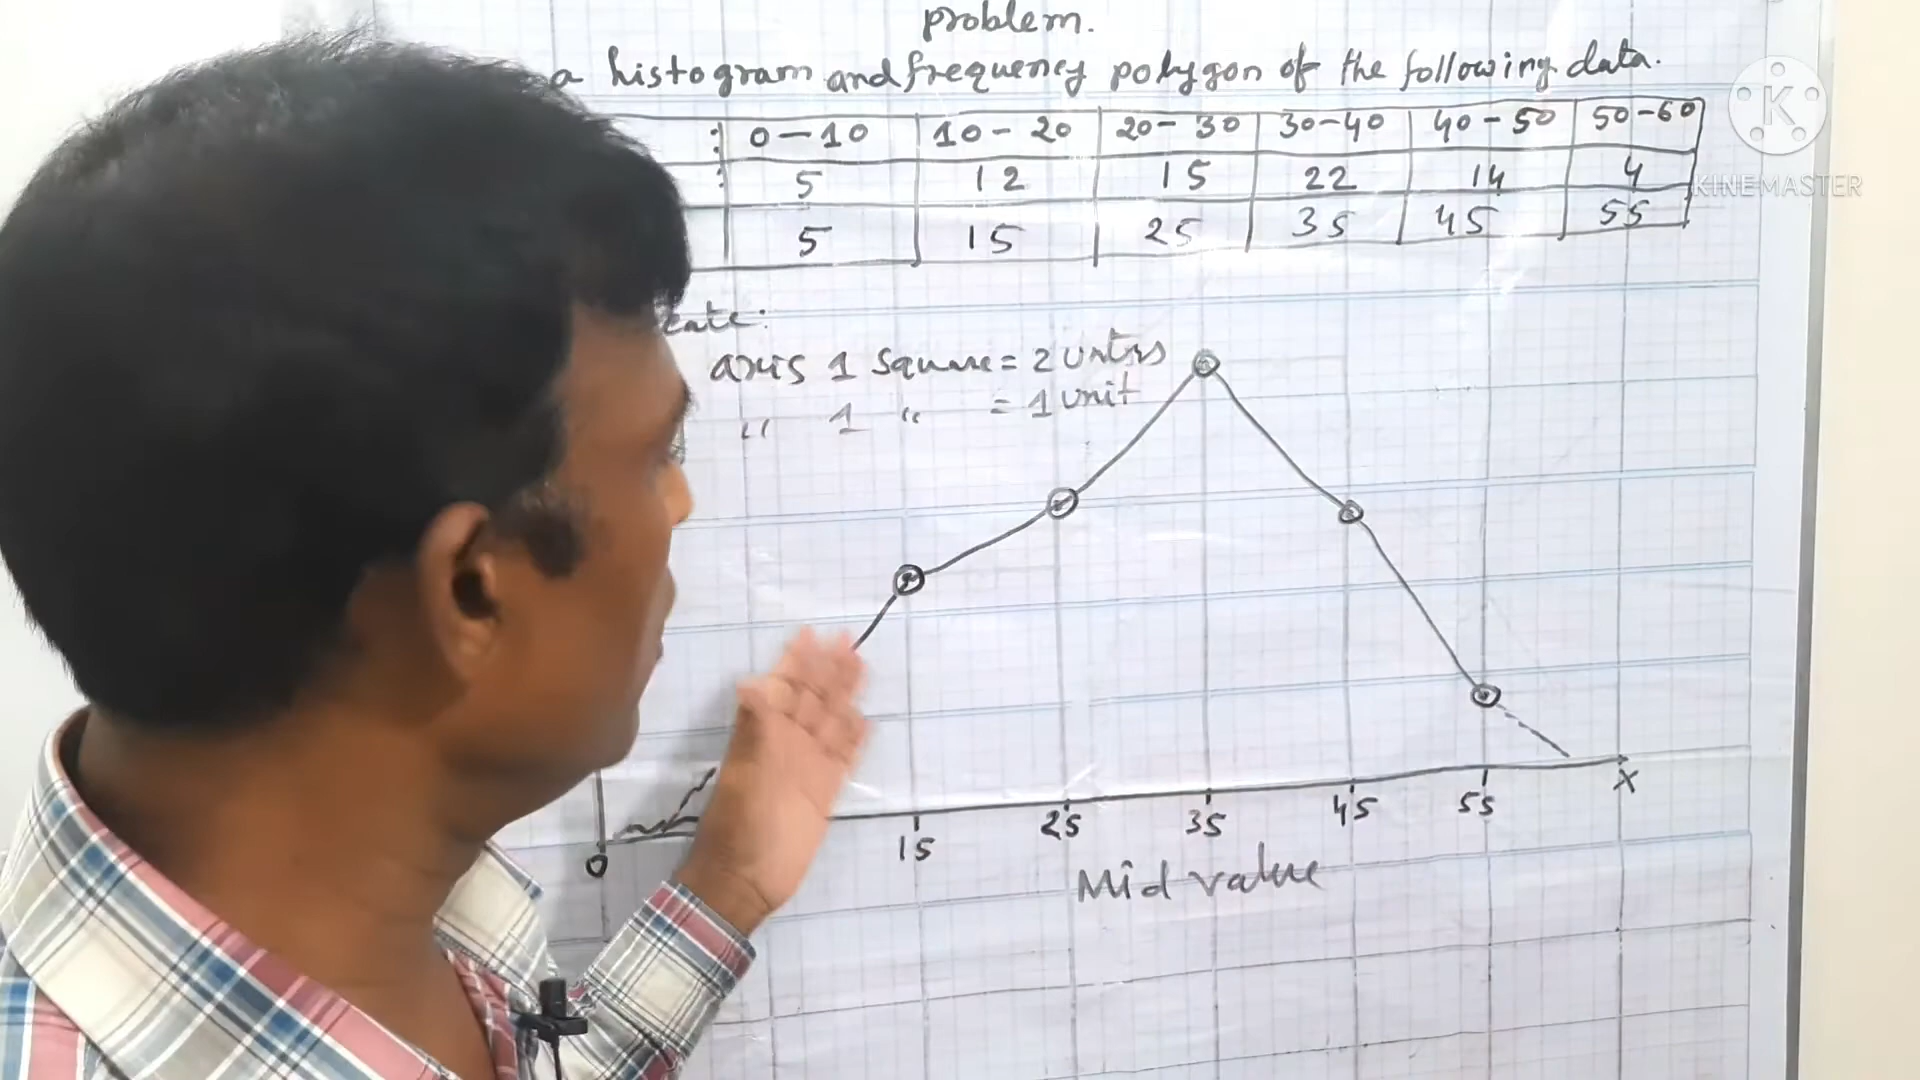 problem.
a histogram and frequency polygon of the following data.
: 0-10 10-20 20-30 30-40 40-50 50-60
: 5 12 15 22 14 4
5 15 25 35 45 55
axis 1 Square = 2 units
" 1 " = 1 unit
0 15 25 35 45 55 X
Mid value
K
KINEMASTER